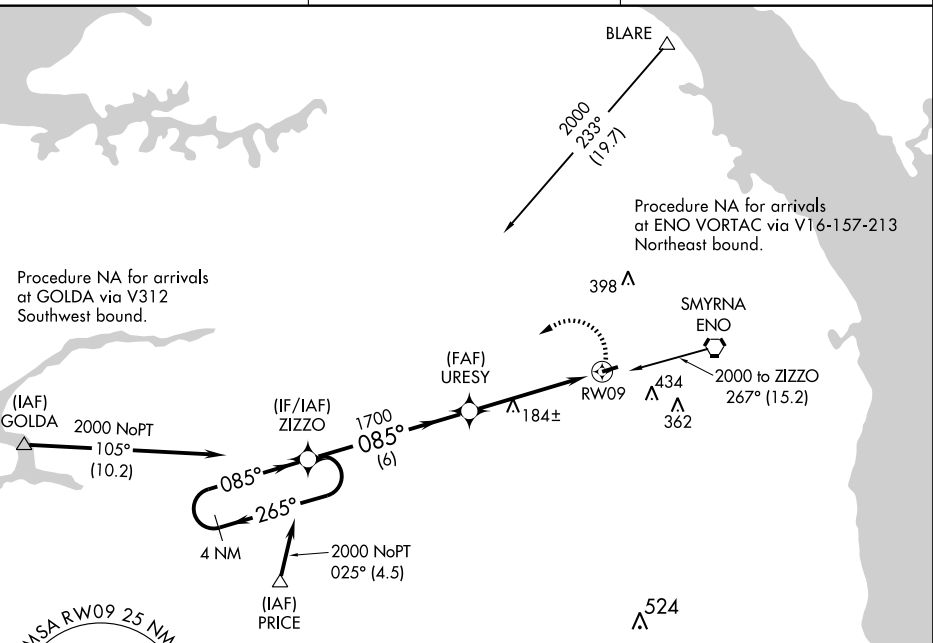 BLARE
2000
233°
(19.7)
Procedure NA for arrivals
at ENO VORTAC via V16-157-213
Northeast bound.
Procedure NA for arrivals
at GOLDA via V312
Southwest bound.
398
SMYRNA
ENO
(FAF)
URESY
RW09
2000 to ZIZZO
267° (15.2)
434
362
184±
(IAF)
GOLDA
2000 NoPT
105°
(10.2)
(IF/IAF)
ZIZZO
1700
085°
(6)
085°
265°
4 NM
2000 NoPT
025° (4.5)
(IAF)
PRICE
524
MSA RW09 25 NM